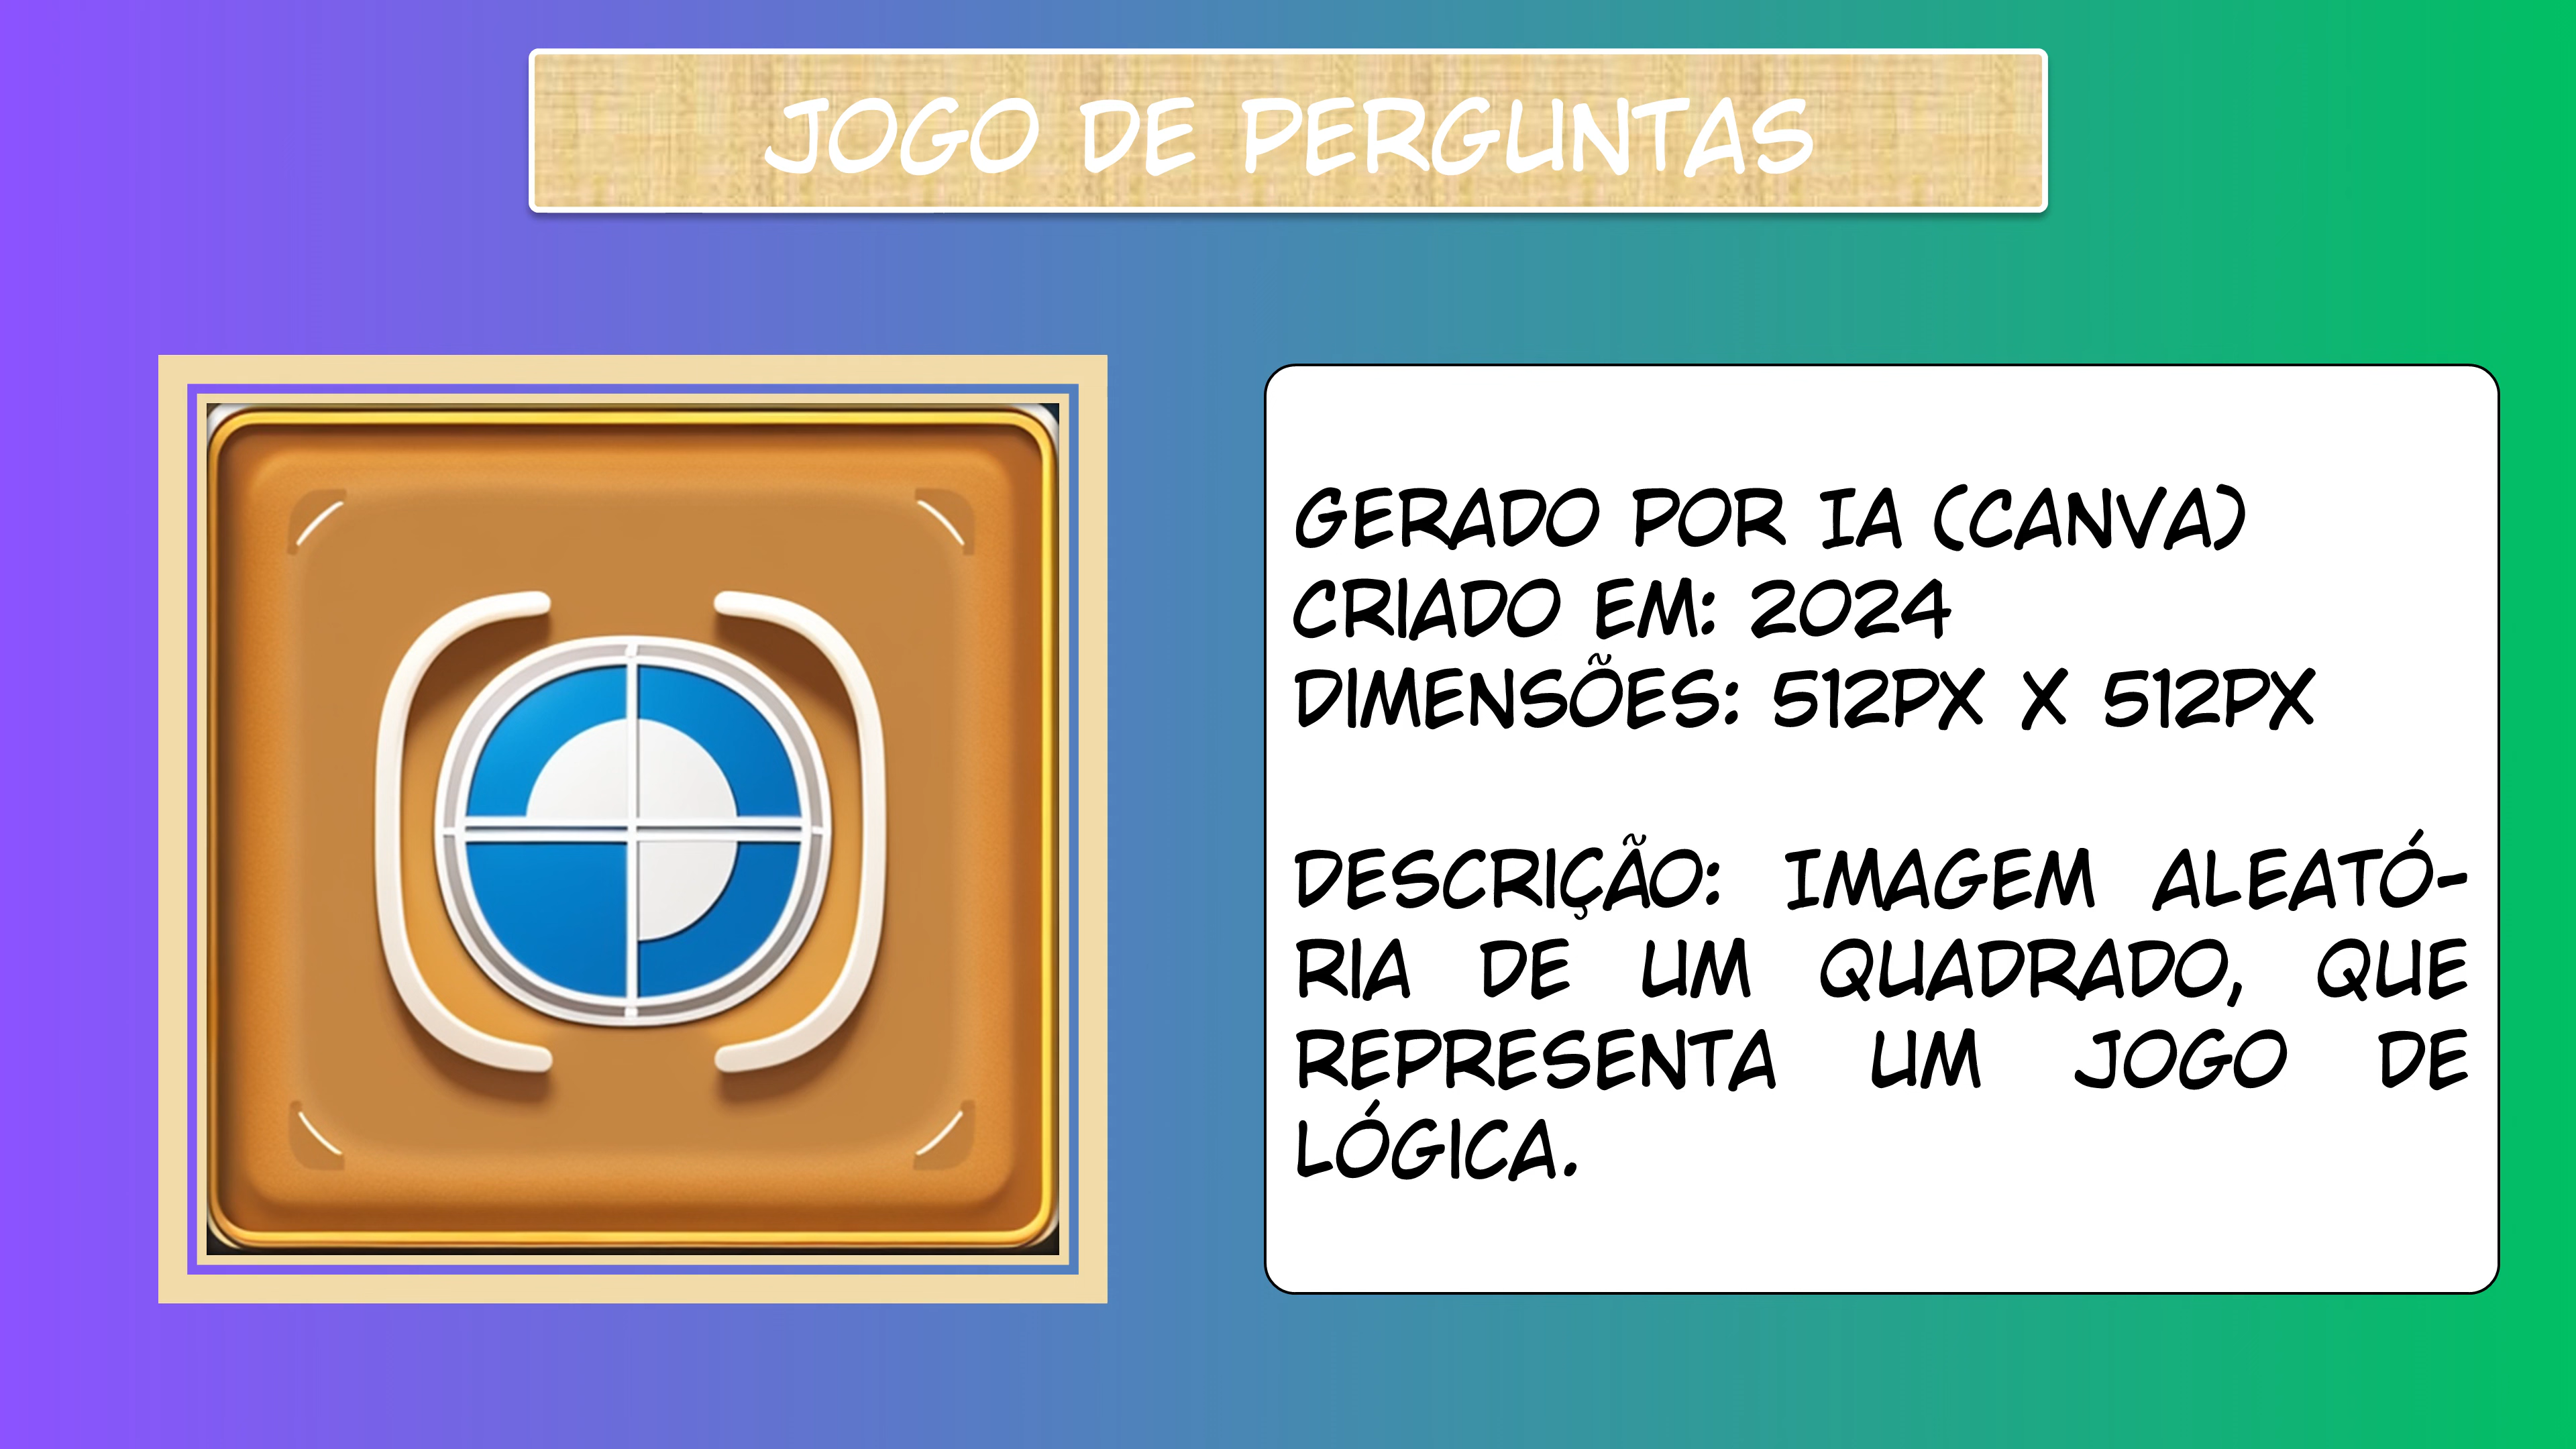 JOGO DE PERGUNTAS
GERADO POR IA (CANVA)
CRIADO EM: 2024
DIMENSÕES: 512PX X 512PX
DESCRIÇÃO: IMAGEM ALEATÓ-
RIA DE UM QUADRADO, QUE
REPRESENTA UM JOGO DE
LÓGICA.